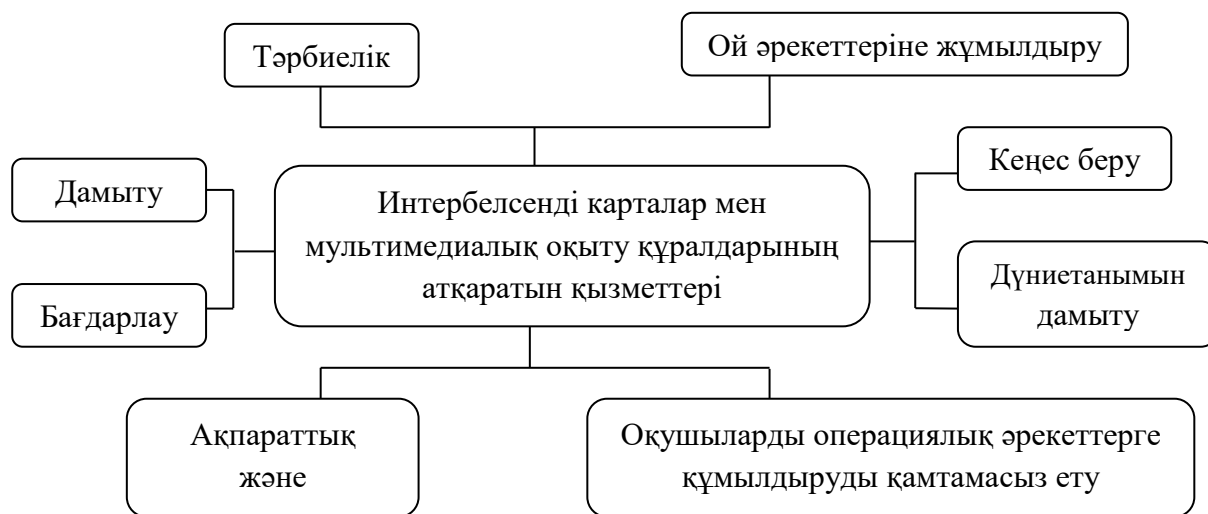 Тәрбиелік
Ой әрекеттеріне жұмылдыру
Дамыту
Кеңес беру
Интербелсенді карталар мен
мультимедиалық оқыту құралдарының
атқаратын қызметтері
Бағдарлау
Дүниетанымын
дамыту
Ақпараттық
және
Оқушыларды операциялық әрекеттерге
құмылдыруды қамтамасыз ету